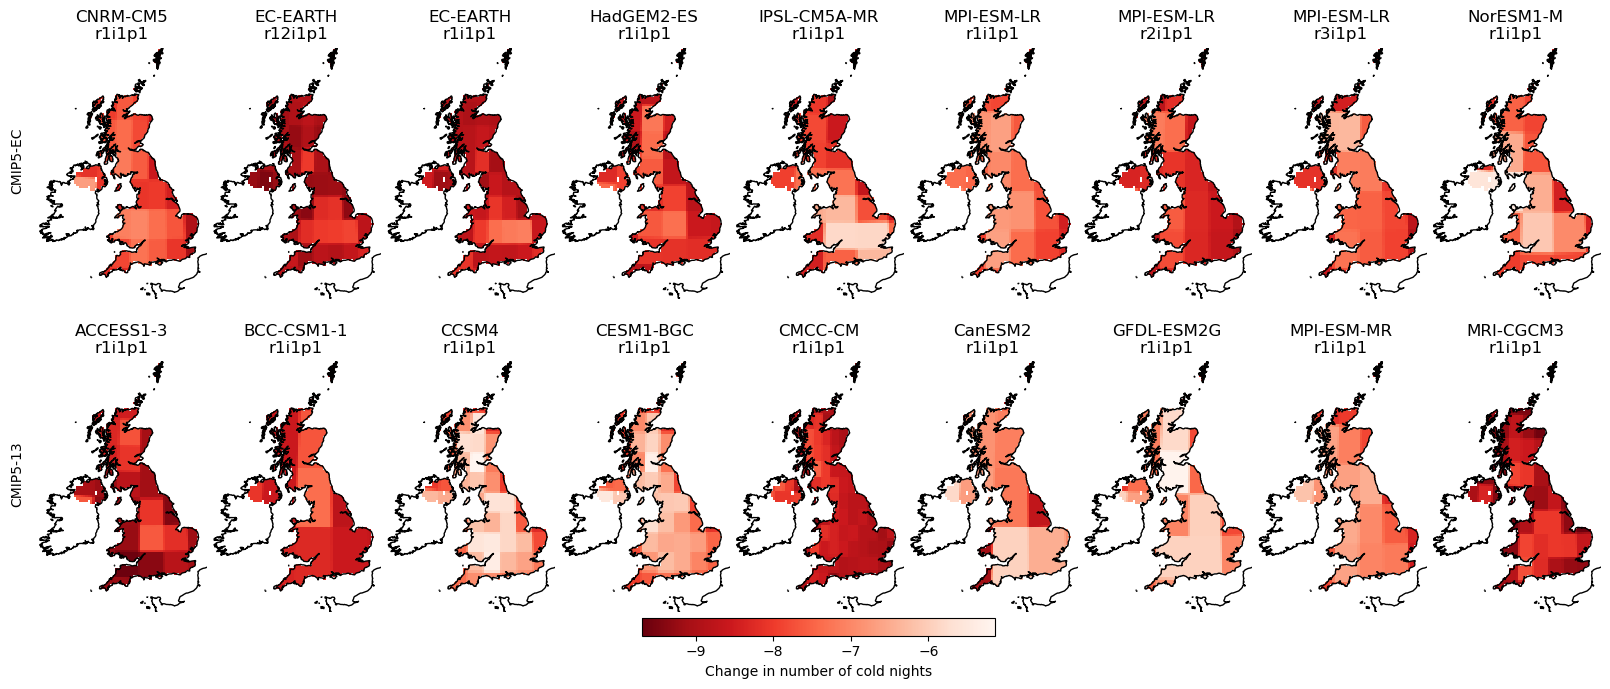 CNRM-CM5
r1i1p1
EC-EARTH
r12i1p1
EC-EARTH
r1i1p1
HadGEM2-ES
r1i1p1
IPSL-CM5A-MR
r1i1p1
MPI-ESM-LR
r1i1p1
MPI-ESM-LR
r2i1p1
MPI-ESM-LR
r3i1p1
NorESM1-M
r1i1p1
CMIP5-EC
ACCESS1-3
r1i1p1
BCC-CSM1-1
r1i1p1
CCSM4
r1i1p1
CESM1-BGC
r1i1p1
CMCC-CM
r1i1p1
CanESM2
r1i1p1
GFDL-ESM2G
r1i1p1
MPI-ESM-MR
r1i1p1
MRI-CGCM3
r1i1p1
CMIP5-13
−9 −8 −7 −6
Change in number of cold nights